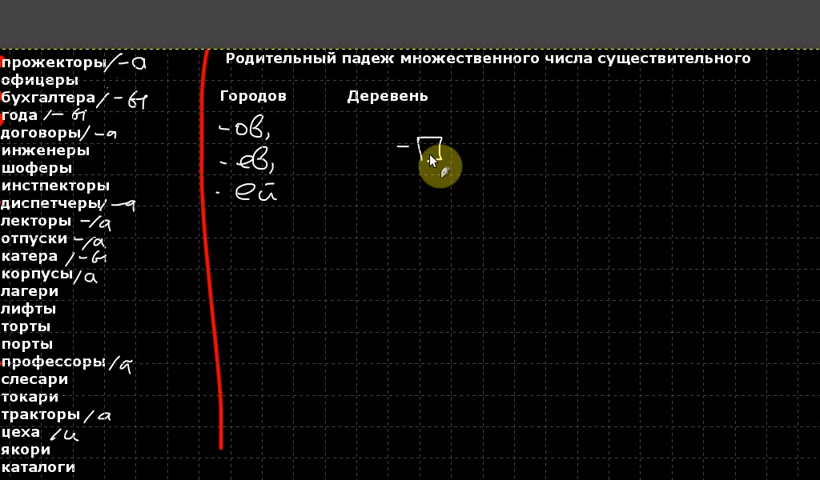 прожекторы/-а
офицеры
бухгалтера/-ы
года/-ы
договоры/-а
инженеры
шоферы
инстпекторы
диспетчеры/-а
лекторы -/а
отпуски -/а
катера /-ы
корпусы/а
лагери
лифты
торты
порты
профессоры/а
слесари
токари
тракторы/а
цеха /и
якори
каталоги
Родительный падеж множественного числа существительного
Городов Деревень
-ов,
-ев,
- ей